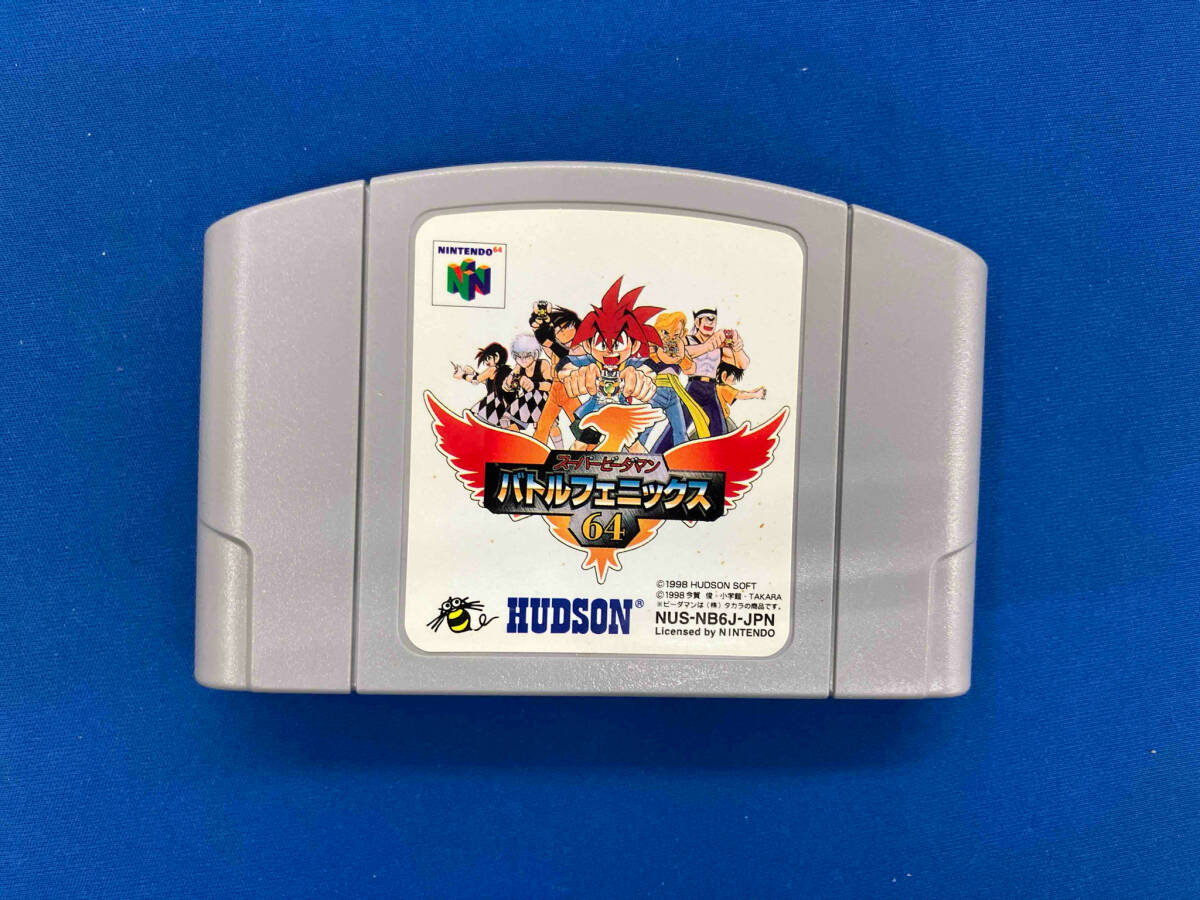 NINTENDO64
スーパービーダマン
バトルフェニックス
64
©1998 HUDSON SOFT
©1998 今賀 俊・小学館・TAKARA
※ビーダマンは(株)タカラの商品です。
HUDSON®
NUS-NB6J-JPN
Licensed by NINTENDO